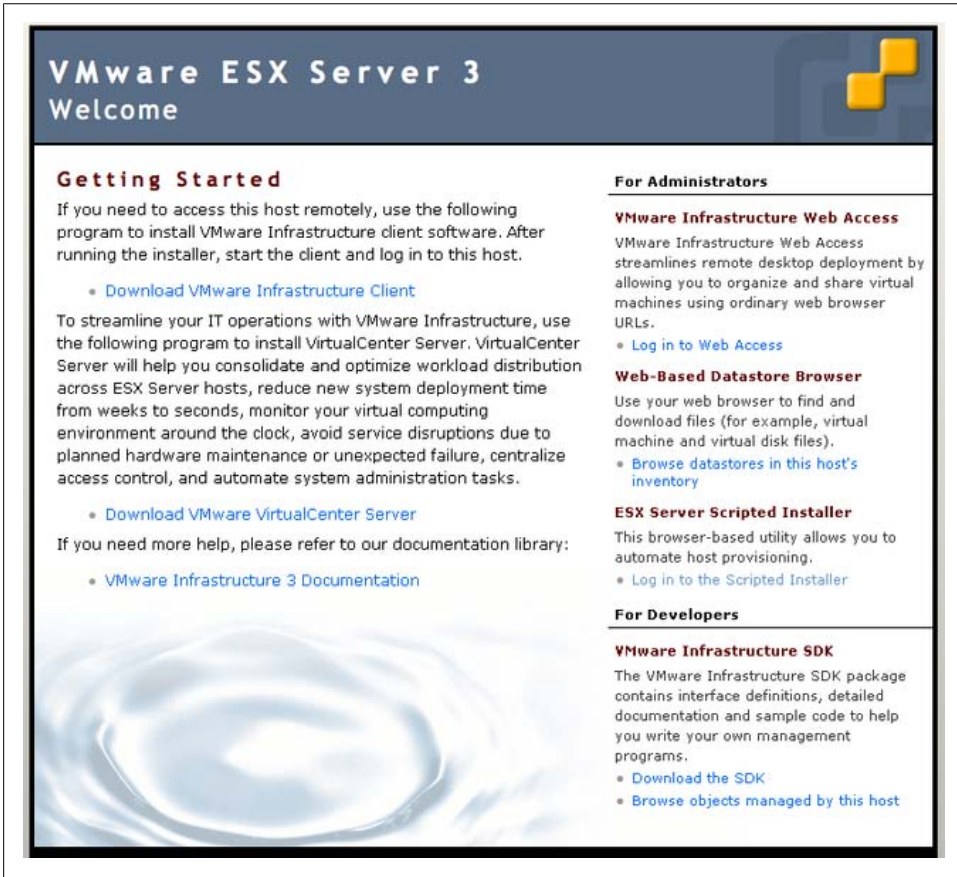 VMware ESX Server 3
Welcome
Getting Started
If you need to access this host remotely, use the following
program to install VMware Infrastructure client software. After
running the installer, start the client and log in to this host.
Download VMware Infrastructure Client
To streamline your IT operations with VMware Infrastructure, use
the following program to install VirtualCenter Server. VirtualCenter
Server will help you consolidate and optimize workload distribution
across ESX Server hosts, reduce new system deployment time
from weeks to seconds, monitor your virtual computing
environment around the clock, avoid service disruptions due to
planned hardware maintenance or unexpected failure, centralize
access control, and automate system administration tasks.
Download VMware VirtualCenter Server
If you need more help, please refer to our documentation library:
VMware Infrastructure 3 Documentation
For Administrators
VMware Infrastructure Web Access
VMware Infrastructure Web Access
streamlines remote desktop deployment by
allowing you to organize and share virtual
machines using ordinary web browser
URLs.
Log in to Web Access
Web-Based Datastore Browser
Use your web browser to find and
download files (for example, virtual
machine and virtual disk files).
Browse datastores in this host's
inventory
ESX Server Scripted Installer
This browser-based utility allows you to
automate host provisioning.
Log in to the Scripted Installer
For Developers
VMware Infrastructure SDK
The VMware Infrastructure SDK package
contains interface definitions, detailed
documentation and sample code to help
you write your own management
programs.
Download the SDK
Browse objects managed by this host